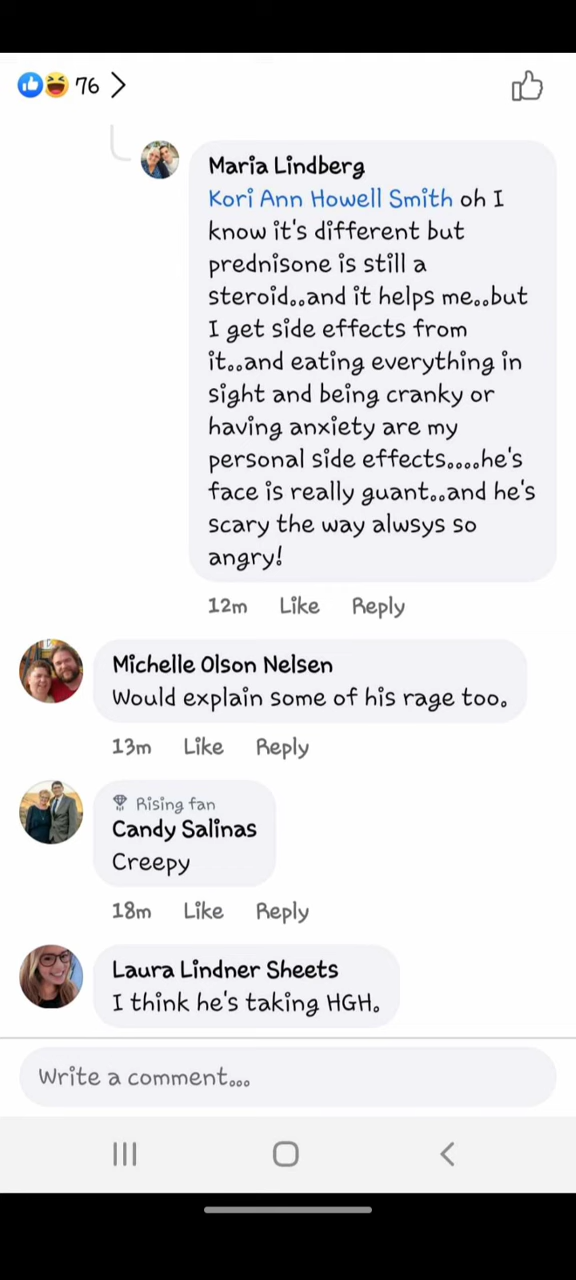 76
Maria Lindberg
Kori Ann Howell Smith oh I
know it's different but
prednisone is still a
steroid..and it helps me..but
I get side effects from
it..and eating everything in
sight and being cranky or
having anxiety are my
personal side effects....he's
face is really guant..and he's
scary the way alwsys so
angry!
12m Like Reply
Michelle Olson Nelsen
Would explain some of his rage too.
13m Like Reply
Rising fan
Candy Salinas
Creepy
18m Like Reply
Laura Lindner Sheets
I think he's taking HGH.
Write a comment...